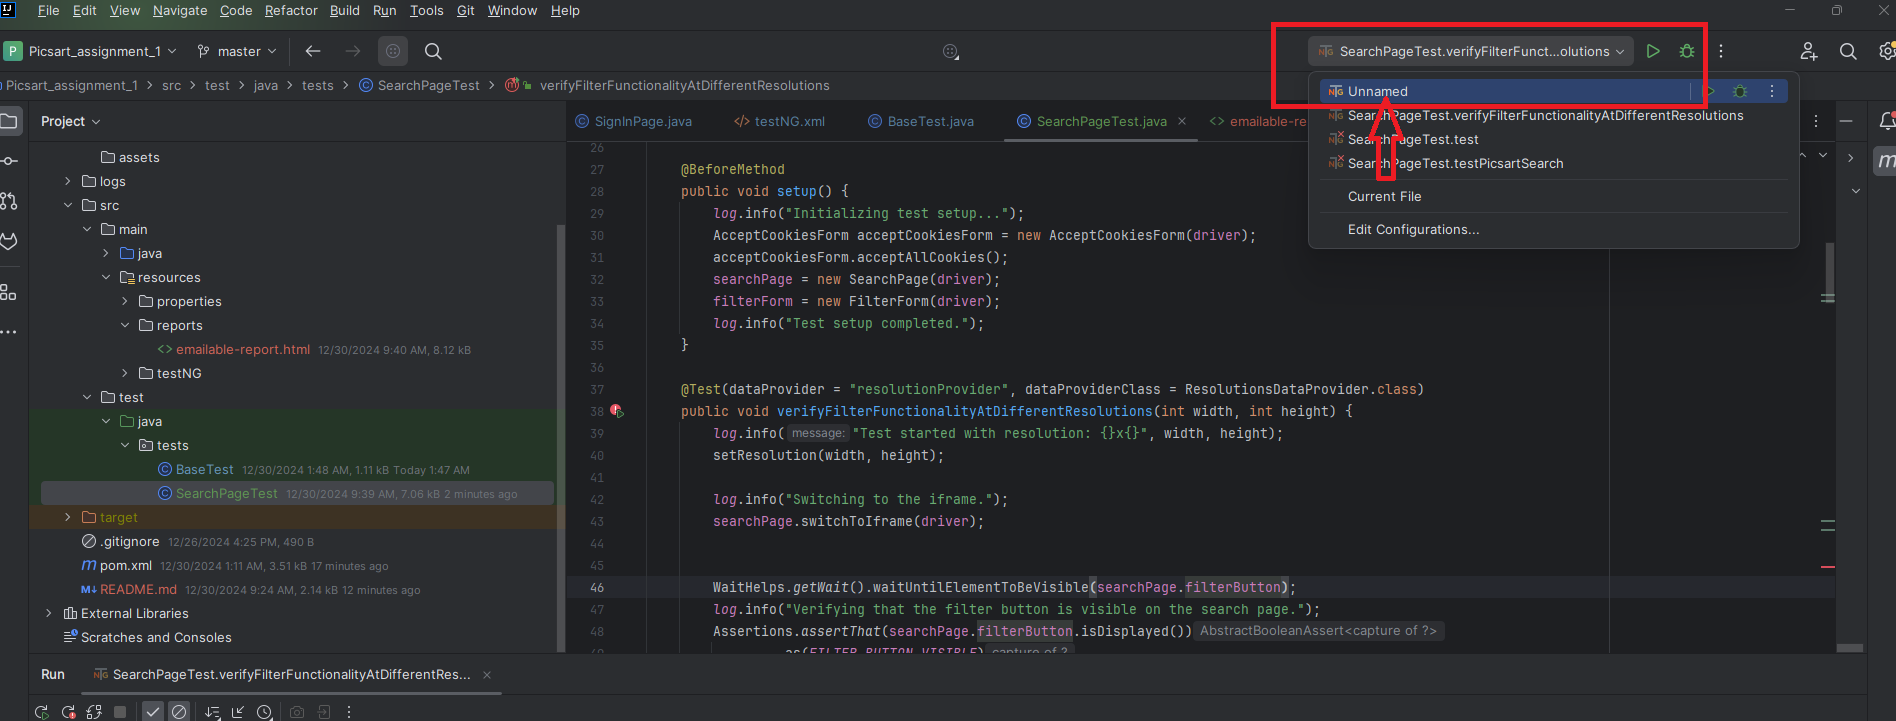 File Edit View Navigate Code Refactor Build Run Tools Git Window Help
P Picsart_assignment_1 master SearchPageTest.verifyFilterFunct...olutions
Picsart_assignment_1 > src > test > java > tests > SearchPageTest > verifyFilterFunctionalityAtDifferentResolutions
Unnamed
SearchPageTest.verifyFilterFunctionalityAtDifferentResolutions
SearchPageTest.test
SearchPageTest.testPicsartSearch
Current File
Edit Configurations...
Project
assets
logs
src
main
java
resources
properties
reports
emailable-report.html 12/30/2024 9:40 AM, 8.12 kB
testNG
test
java
tests
BaseTest 12/30/2024 1:48 AM, 1.11 kB Today 1:47 AM
SearchPageTest 12/30/2024 9:39 AM, 7.06 kB 2 minutes ago
target
.gitignore 12/26/2024 4:25 PM, 490 B
pom.xml 12/30/2024 1:11 AM, 3.51 kB 17 minutes ago
README.md 12/30/2024 9:24 AM, 2.14 kB 12 minutes ago
External Libraries
Scratches and Consoles
SignInPage.java testNG.xml BaseTest.java SearchPageTest.java emailable-re
26
27 @BeforeMethod
28 public void setup() {
29 log.info("Initializing test setup...");
30 AcceptCookiesForm acceptCookiesForm = new AcceptCookiesForm(driver);
31 acceptCookiesForm.acceptAllCookies();
32 searchPage = new SearchPage(driver);
33 filterForm = new FilterForm(driver);
34 log.info("Test setup completed.");
35 }
36
37 @Test(dataProvider = "resolutionProvider", dataProviderClass = ResolutionsDataProvider.class)
38 public void verifyFilterFunctionalityAtDifferentResolutions(int width, int height) {
39 log.info( message: "Test started with resolution: {}x{}", width, height);
40 setResolution(width, height);
41
42 log.info("Switching to the iframe.");
43 searchPage.switchToIframe(driver);
44
45
46 WaitHelps.getWait().waitUntilElementToBeVisible(searchPage.filterButton);
47 log.info("Verifying that the filter button is visible on the search page.");
48 Assertions.assertThat(searchPage.filterButton.isDisplayed()) AbstractBooleanAssert<capture of ?>
49 .as(FILTER_BUTTON_VISIBLE) capture of ?
Run SearchPageTest.verifyFilterFunctionalityAtDifferentRes...